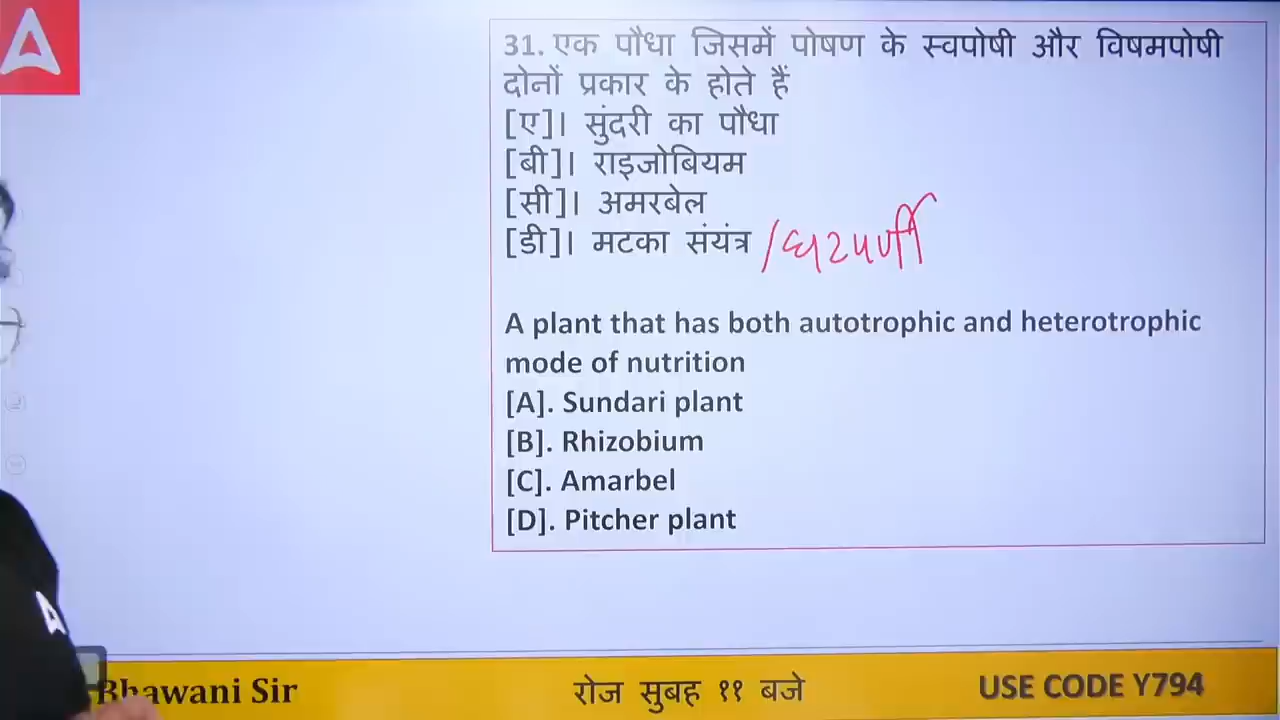 31. एक पौधा जिसमें पोषण के स्वपोषी और विषमपोषी
दोनों प्रकार के होते हैं
[ए]। सुंदरी का पौधा
[बी]। राइजोबियम
[सी]। अमरबेल
[डी]। मटका संयंत्र /घटपर्णी
A plant that has both autotrophic and heterotrophic
mode of nutrition
[A]. Sundari plant
[B]. Rhizobium
[C]. Amarbel
[D]. Pitcher plant
Bhawani Sir रोज सुबह ११ बजे USE CODE Y794